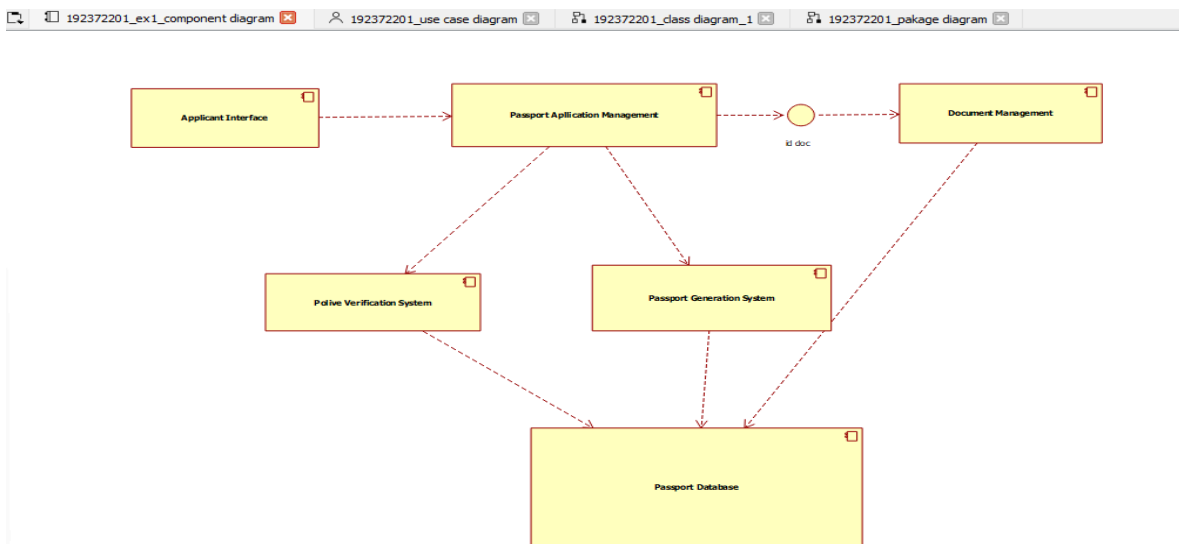 192372201_ex1_component diagram
192372201_use case diagram
192372201_class diagram_1
192372201_pakage diagram
Applicant Interface
Passport Apllication Management
id doc
Document Management
Polive Verification System
Passport Generation System
Passport Database